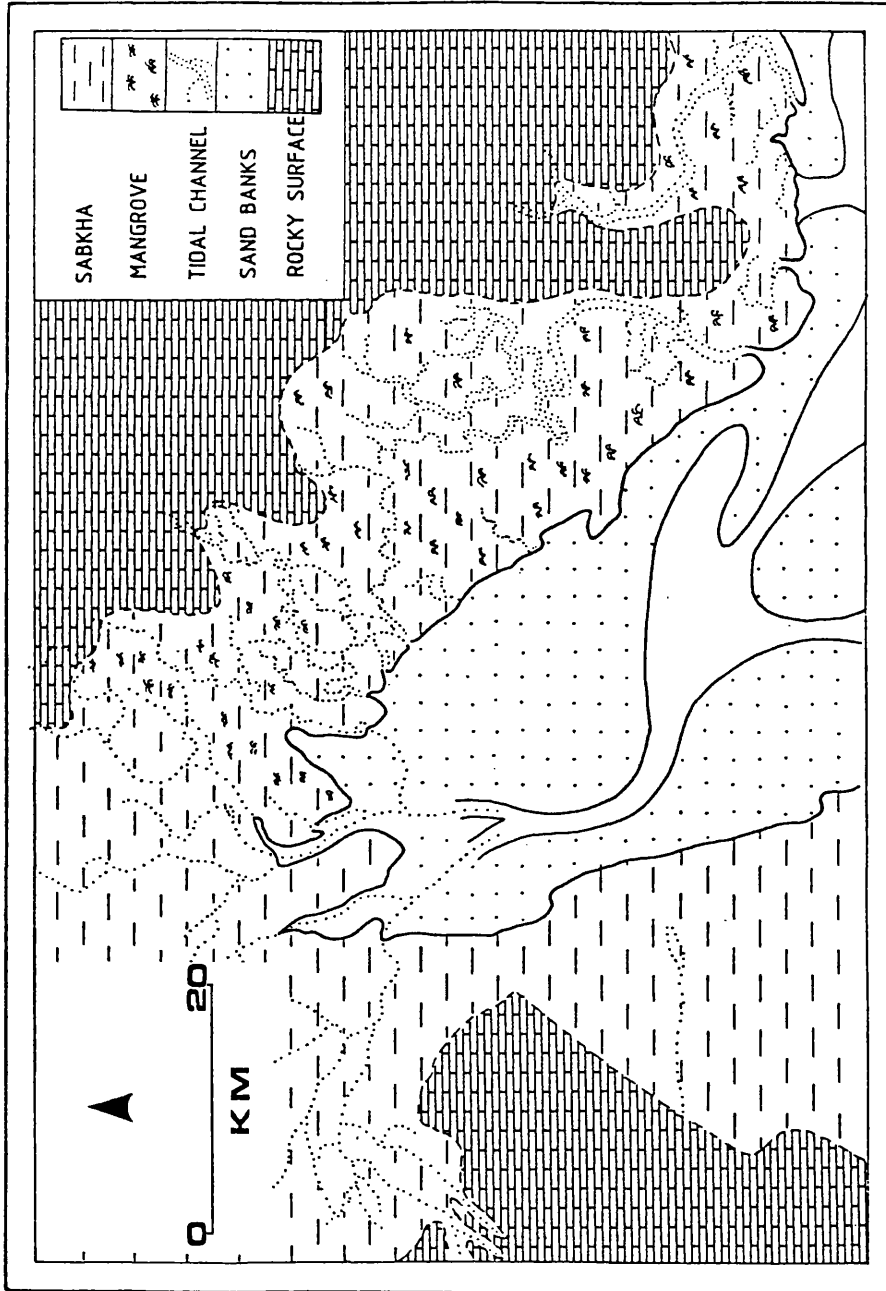 SABKHA
MANGROVE
TIDAL CHANNEL
SAND BANKS
ROCKY SURFACE
0 20
KM